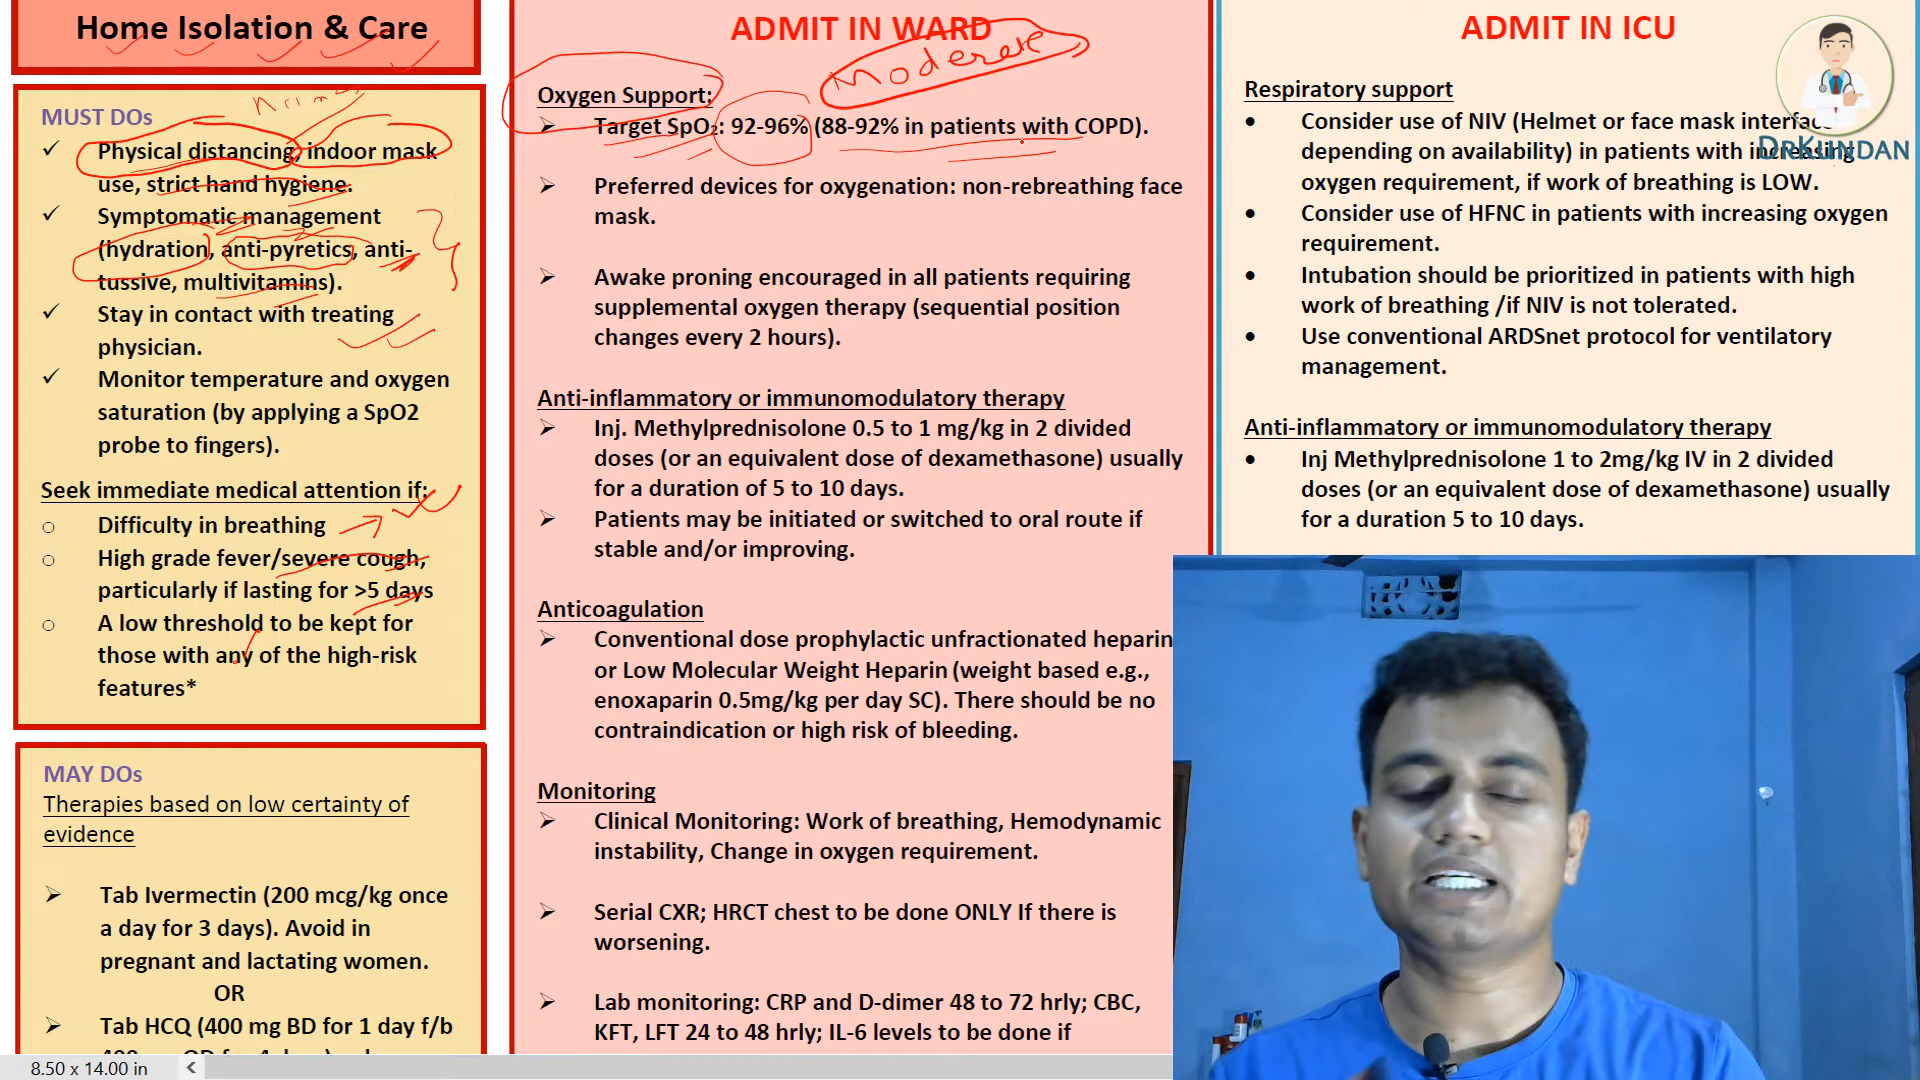 Home Isolation & Care
MUST DOs
✓ Physical distancing, indoor mask
use, strict hand hygiene.
✓ Symptomatic management
(hydration, anti-pyretics, anti-
tussive, multivitamins).
✓ Stay in contact with treating
physician.
✓ Monitor temperature and oxygen
saturation (by applying a SpO2
probe to fingers).
Seek immediate medical attention if:
○ Difficulty in breathing
○ High grade fever/severe cough,
particularly if lasting for >5 days
○ A low threshold to be kept for
those with any of the high-risk
features*
MAY DOs
Therapies based on low certainty of
evidence
➢ Tab Ivermectin (200 mcg/kg once
a day for 3 days). Avoid in
pregnant and lactating women.
OR
➢ Tab HCQ (400 mg BD for 1 day f/b
8.50 x 14.00 in
ADMIT IN WARD
Moderate
Oxygen Support:
➢ Target SpO₂: 92-96% (88-92% in patients with COPD).
➢ Preferred devices for oxygenation: non-rebreathing face
mask.
➢ Awake proning encouraged in all patients requiring
supplemental oxygen therapy (sequential position
changes every 2 hours).
Anti-inflammatory or immunomodulatory therapy
➢ Inj. Methylprednisolone 0.5 to 1 mg/kg in 2 divided
doses (or an equivalent dose of dexamethasone) usually
for a duration of 5 to 10 days.
➢ Patients may be initiated or switched to oral route if
stable and/or improving.
Anticoagulation
➢ Conventional dose prophylactic unfractionated heparin
or Low Molecular Weight Heparin (weight based e.g.,
enoxaparin 0.5mg/kg per day SC). There should be no
contraindication or high risk of bleeding.
Monitoring
➢ Clinical Monitoring: Work of breathing, Hemodynamic
instability, Change in oxygen requirement.
➢ Serial CXR; HRCT chest to be done ONLY If there is
worsening.
➢ Lab monitoring: CRP and D-dimer 48 to 72 hrly; CBC,
KFT, LFT 24 to 48 hrly; IL-6 levels to be done if
ADMIT IN ICU
Respiratory support
• Consider use of NIV (Helmet or face mask interface
depending on availability) in patients with increasing
oxygen requirement, if work of breathing is LOW.
• Consider use of HFNC in patients with increasing oxygen
requirement.
• Intubation should be prioritized in patients with high
work of breathing /if NIV is not tolerated.
• Use conventional ARDSnet protocol for ventilatory
management.
Anti-inflammatory or immunomodulatory therapy
• Inj Methylprednisolone 1 to 2mg/kg IV in 2 divided
doses (or an equivalent dose of dexamethasone) usually
for a duration 5 to 10 days.
DRKUNDAN